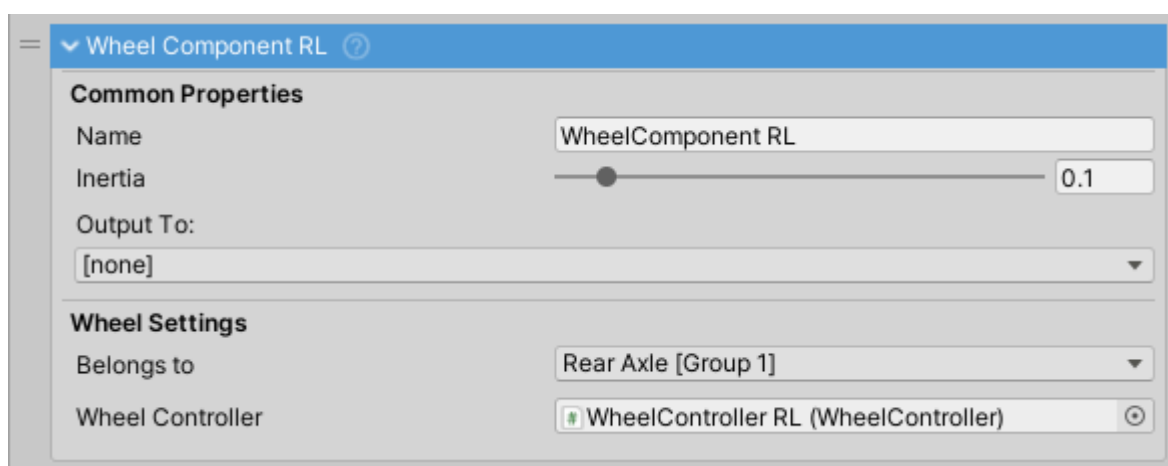 Wheel Component RL ?
Common Properties
Name WheelComponent RL
Inertia 0.1
Output To:
[none]
Wheel Settings
Belongs to Rear Axle [Group 1]
Wheel Controller # WheelController RL (WheelController)